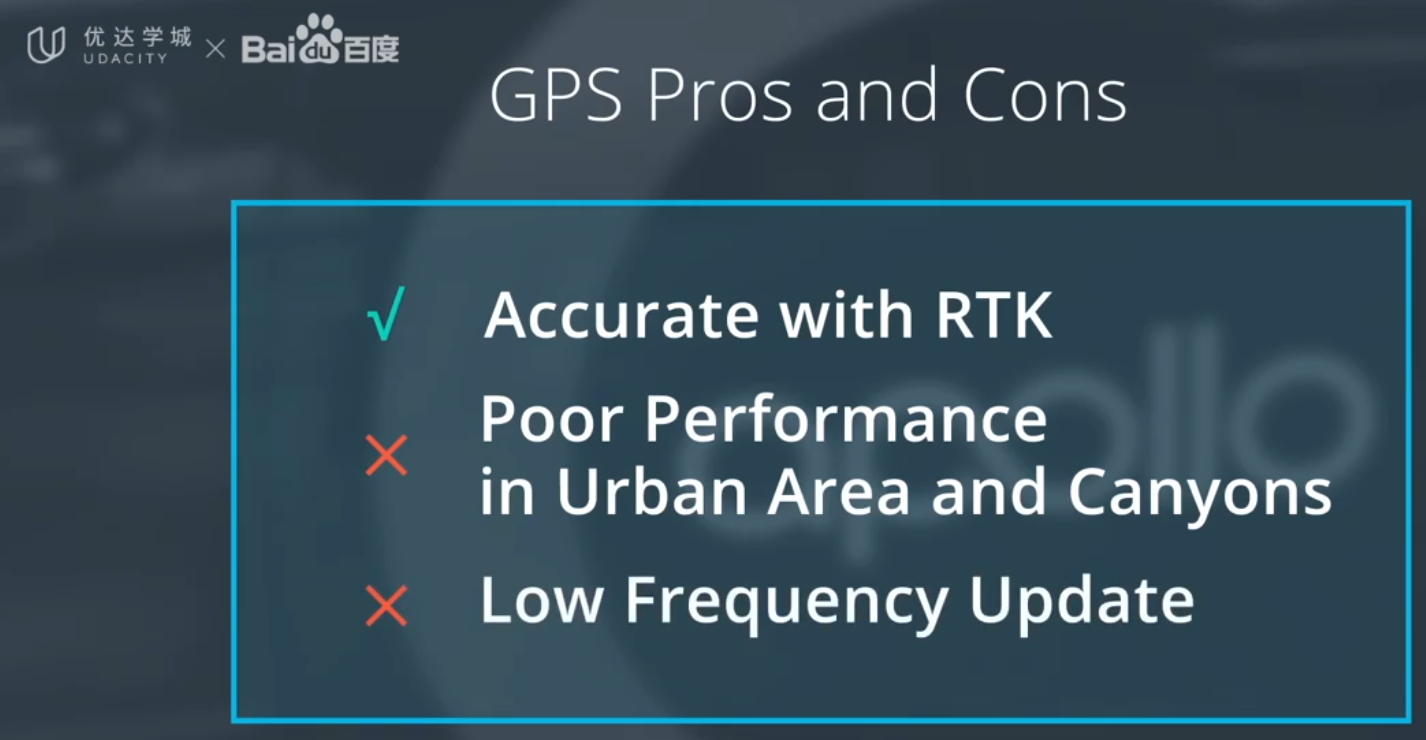 优达学城
UDACITY
×
Baidu百度
GPS Pros and Cons
√ Accurate with RTK
× Poor Performance
in Urban Area and Canyons
× Low Frequency Update
apollo